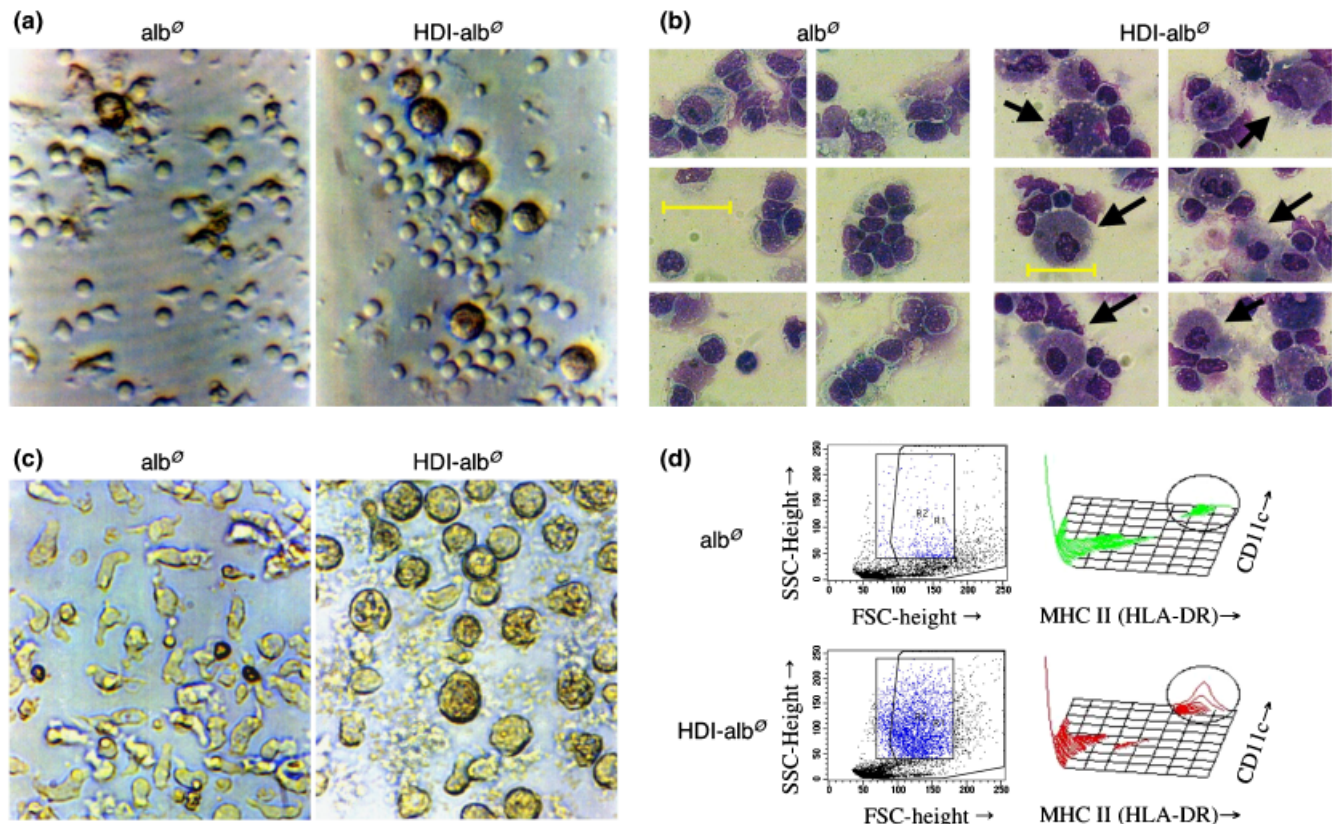 (a)
alb^Ø
HDI-alb^Ø
(b)
alb^Ø
HDI-alb^Ø
(c)
alb^Ø
HDI-alb^Ø
(d)
alb^Ø
SSC-Height →
250
200
150
100
50
0
R2
R1
0 50 100 150 200 250
FSC-height →
CD11c→
MHC II (HLA-DR)→
HDI-alb^Ø
SSC-Height →
250
200
150
100
50
0
0 50 100 150 200 250
FSC-height →
CD11c→
MHC II (HLA-DR)→